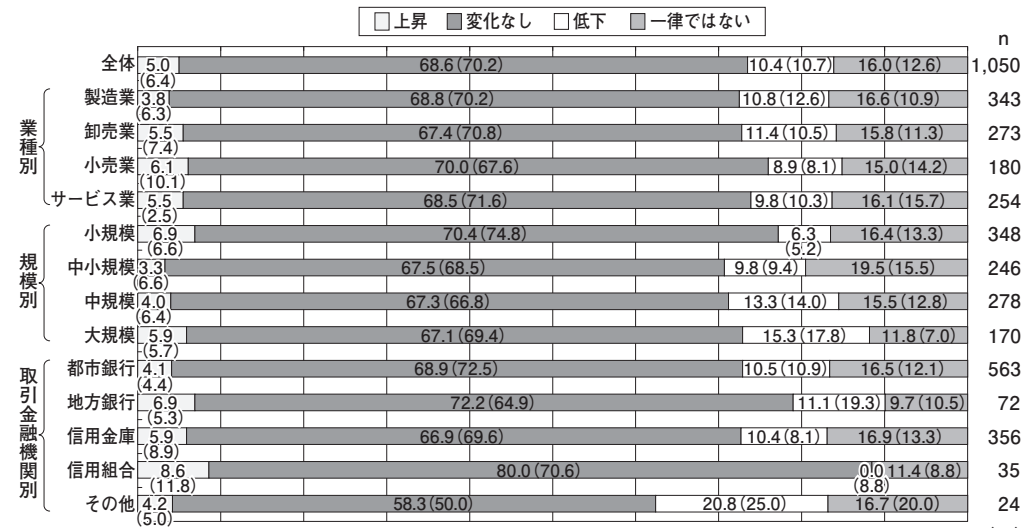 上昇 変化なし 低下 一律ではない
n
全体 5.0 (6.4) 68.6(70.2) 10.4(10.7) 16.0(12.6) 1,050
業種別
製造業 3.8 (6.3) 68.8(70.2) 10.8(12.6) 16.6(10.9) 343
卸売業 5.5 (7.4) 67.4(70.8) 11.4(10.5) 15.8(11.3) 273
小売業 6.1 (10.1) 70.0(67.6) 8.9(8.1) 15.0(14.2) 180
サービス業 5.5 (2.5) 68.5(71.6) 9.8(10.3) 16.1(15.7) 254
規模別
小規模 6.9 (6.6) 70.4(74.8) 6.3 (5.2) 16.4(13.3) 348
中小規模 3.3 (6.6) 67.5(68.5) 9.8(9.4) 19.5(15.5) 246
中規模 4.0 (6.4) 67.3(66.8) 13.3(14.0) 15.5(12.8) 278
大規模 5.9 (5.7) 67.1(69.4) 15.3(17.8) 11.8(7.0) 170
取引金融機関別
都市銀行 4.1 (4.4) 68.9(72.5) 10.5(10.9) 16.5(12.1) 563
地方銀行 6.9 (5.3) 72.2(64.9) 11.1(19.3) 9.7(10.5) 72
信用金庫 5.9 (8.9) 66.9(69.6) 10.4(8.1) 16.9(13.3) 356
信用組合 8.6 (11.8) 80.0(70.6) 0.0 (8.8) 11.4(8.8) 35
その他 4.2 (5.0) 58.3(50.0) 20.8(25.0) 16.7(20.0) 24